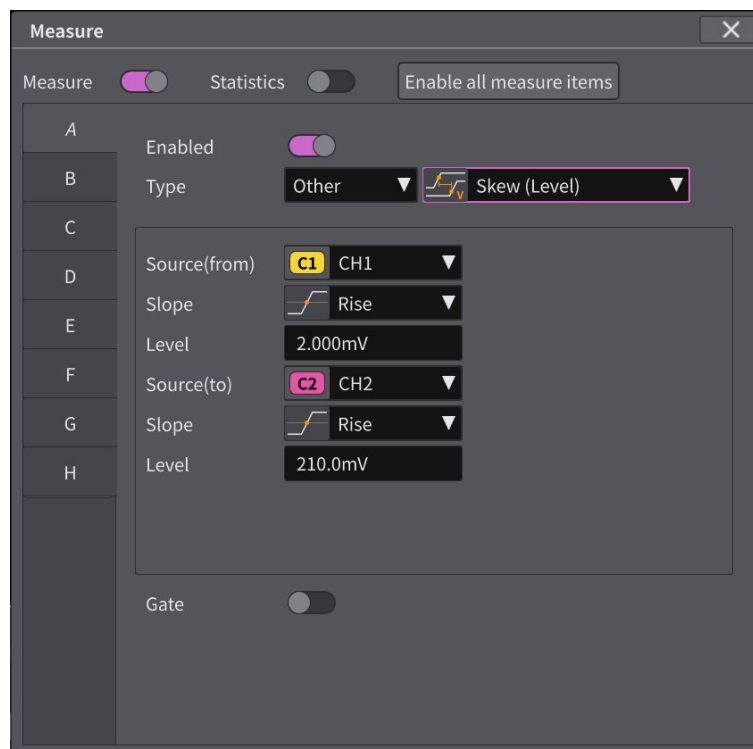 Measure
Measure Statistics Enable all measure items
A
Enabled
B
Type Other V Skew (Level)
C
Source(from) C1 CH1
D
Slope Rise
E
Level 2.000mV
F
Source(to) C2 CH2
G
Slope Rise
H
Level 210.0mV
Gate